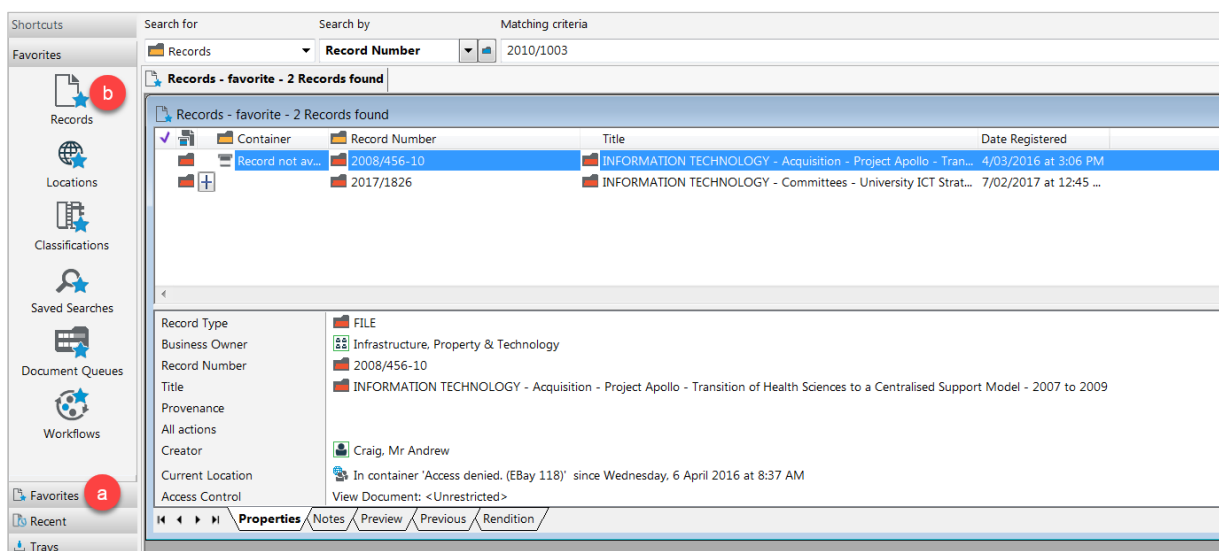 Shortcuts
Search for Search by Matching criteria
Favorites
Records Record Number 2010/1003
b
Records
Records - favorite - 2 Records found
Records - favorite - 2 Records found
Container Record Number Title Date Registered
Record not av... 2008/456-10 INFORMATION TECHNOLOGY - Acquisition - Project Apollo - Tran... 4/03/2016 at 3:06 PM
2017/1826 INFORMATION TECHNOLOGY - Committees - University ICT Strat... 7/02/2017 at 12:45 ...
Locations
Classifications
Saved Searches
Document Queues
Workflows
Record Type FILE
Business Owner Infrastructure, Property & Technology
Record Number 2008/456-10
Title INFORMATION TECHNOLOGY - Acquisition - Project Apollo - Transition of Health Sciences to a Centralised Support Model - 2007 to 2009
Provenance
All actions
Creator Craig, Mr Andrew
Current Location In container 'Access denied. (EBay 118)' since Wednesday, 6 April 2016 at 8:37 AM
Access Control View Document: <Unrestricted>
Favorites a
Recent
Trays
Properties Notes Preview Previous Rendition